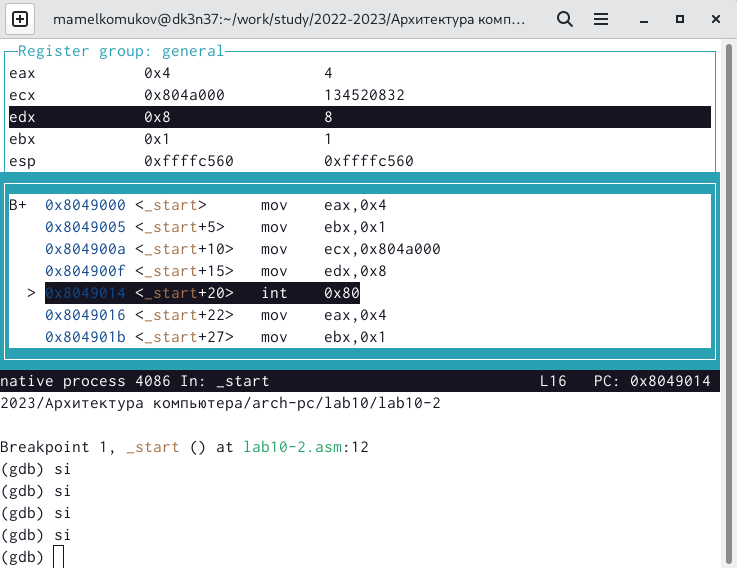 mamelkomukov@dk3n37:~/work/study/2022-2023/Архитектура комп…
Register group: general
eax 0x4 4
ecx 0x804a000 134520832
edx 0x8 8
ebx 0x1 1
esp 0xffffc560 0xffffc560
B+ 0x8049000 <_start> mov eax,0x4
0x8049005 <_start+5> mov ebx,0x1
0x804900a <_start+10> mov ecx,0x804a000
0x804900f <_start+15> mov edx,0x8
> 0x8049014 <_start+20> int 0x80
0x8049016 <_start+22> mov eax,0x4
0x804901b <_start+27> mov ebx,0x1
native process 4086 In: _start L16 PC: 0x8049014
2023/Архитектура компьютера/arch-pc/lab10/lab10-2
Breakpoint 1, _start () at lab10-2.asm:12
(gdb) si
(gdb) si
(gdb) si
(gdb) si
(gdb)